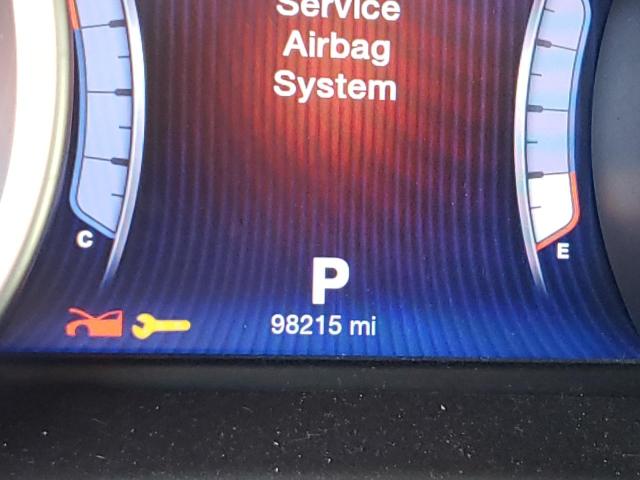 Service
Airbag
System
C
E
P
98215 mi